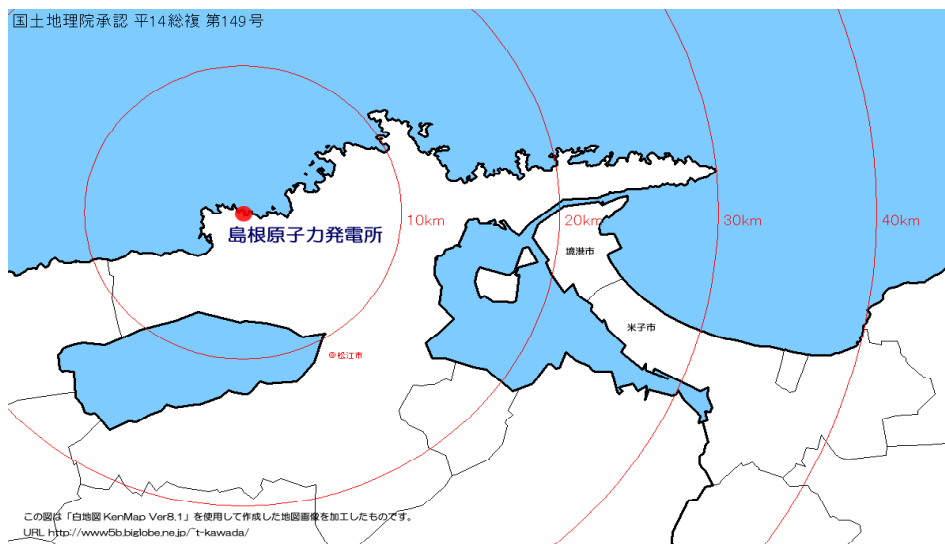 国土地理院承認 平14総複 第149号
10km
20km
30km
40km
島根原子力発電所
境港市
米子市
松江市
この図は「白地図 KenMap Ver8.1」を使用して作成した地図画像を加工したものです。
URL http://www5b.biglobe.ne.jp/~t-kawada/